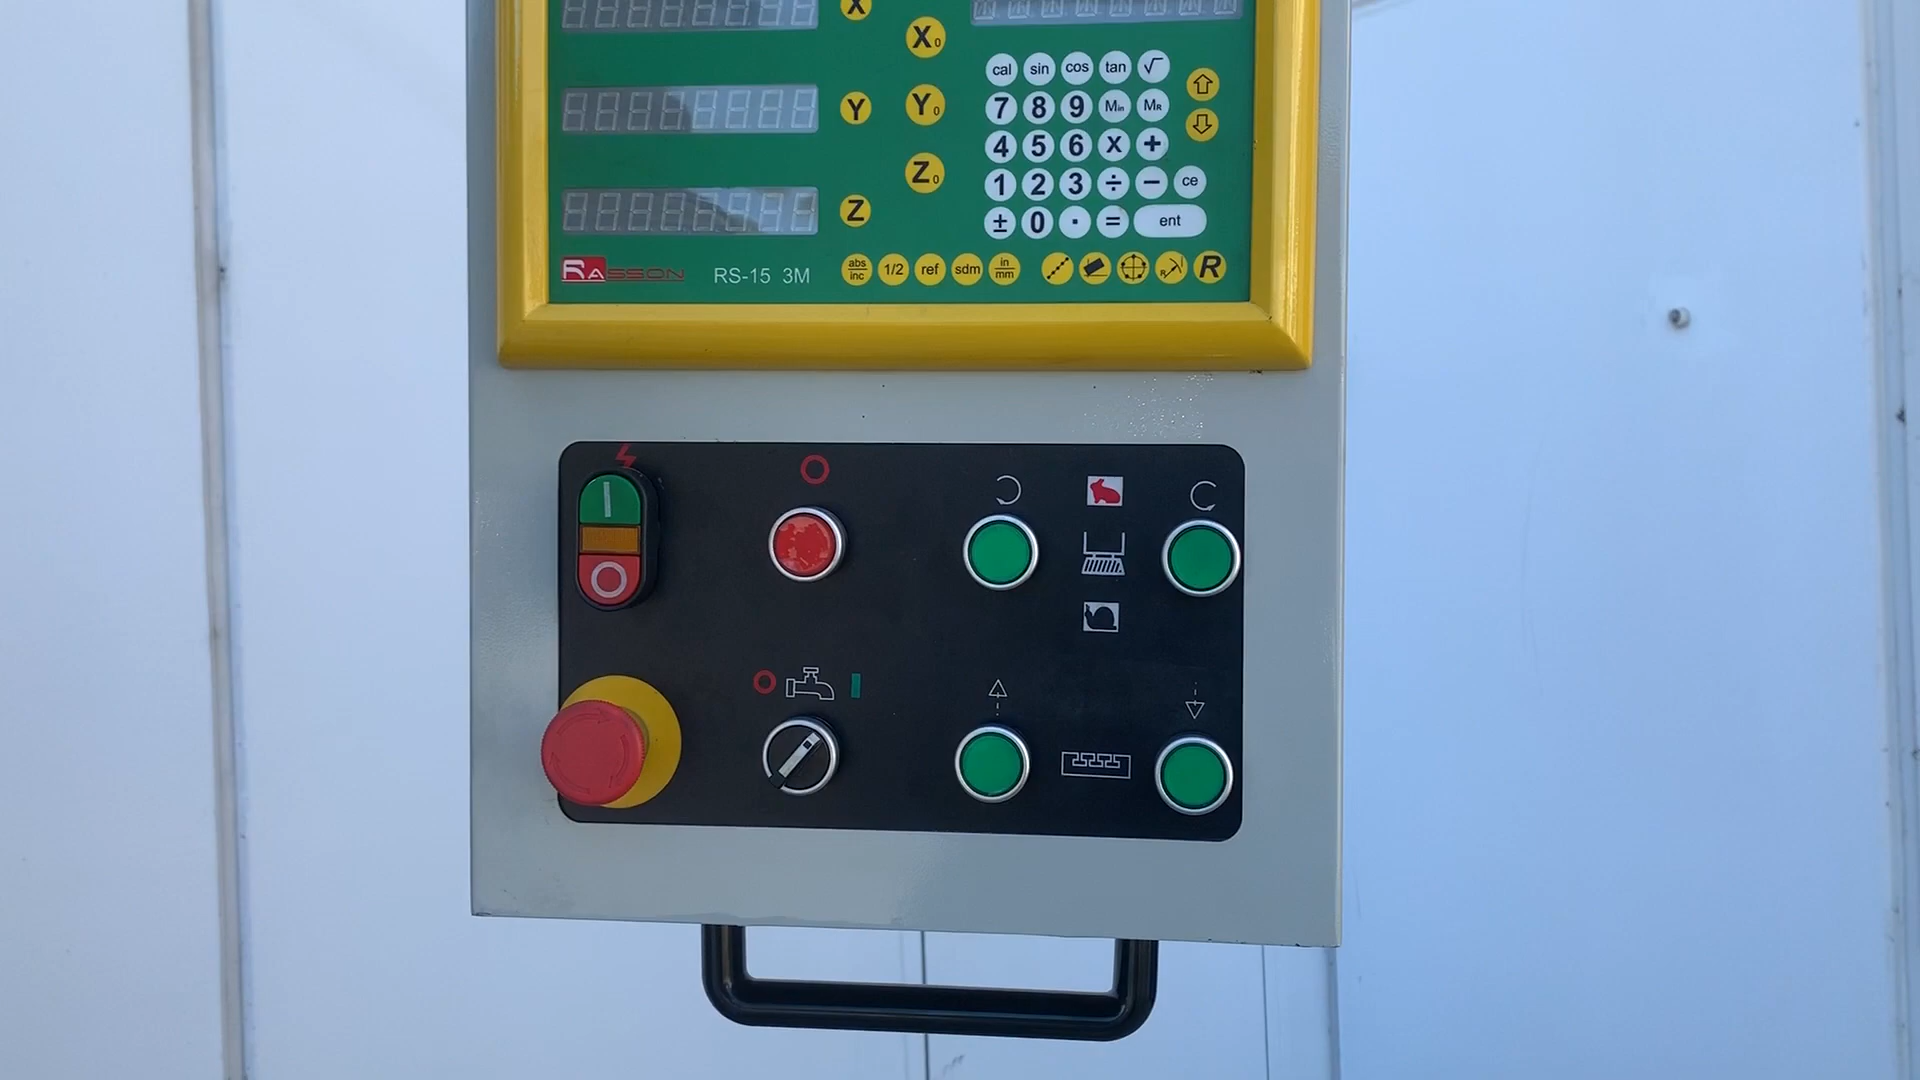 X
X0
cal sin cos tan √
Y
Y0
7 8 9 Min MR
4 5 6 X +
Z0
1 2 3 ÷ − ce
Z
± 0 · = ent
RASSON RS-15 3M
abs/inc 1/2 ref sdm in/mm R R